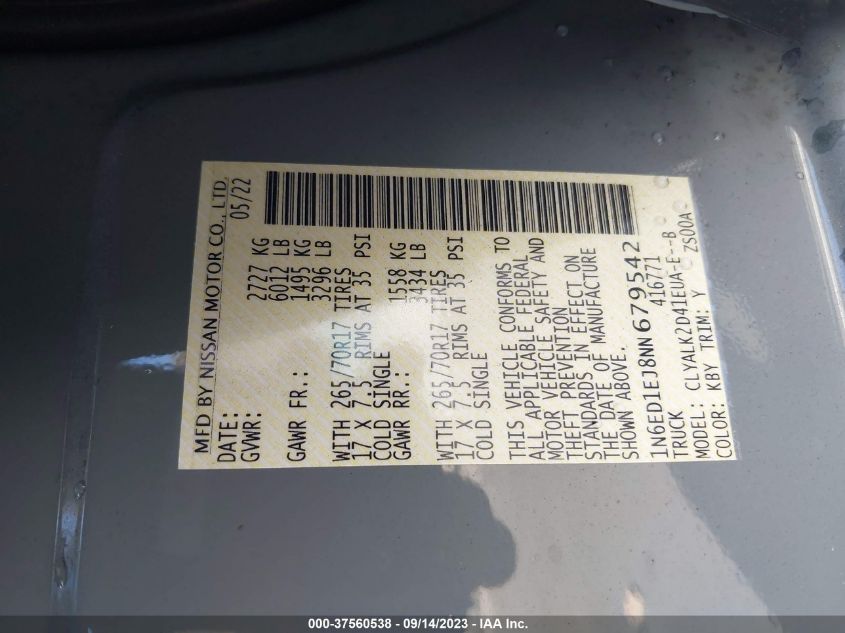 MFD BY NISSAN MOTOR CO., LTD.
DATE: 05/22
GVWR: 2727 KG
6012 LB
GAWR FR.: 1495 KG
3296 LB
WITH 265/70R17 TIRES
17 X 7.5 RIMS AT 35 PSI
COLD SINGLE
GAWR RR.: 1558 KG
3434 LB
WITH 265/70R17 TIRES
17 X 7.5 RIMS AT 35 PSI
COLD SINGLE
THIS VEHICLE CONFORMS TO
ALL APPLICABLE FEDERAL
MOTOR VEHICLE SAFETY AND
THEFT PREVENTION
STANDARDS IN EFFECT ON
THE DATE OF MANUFACTURE
SHOWN ABOVE.
1N6ED1EJ8NN679542
TRUCK 416771
MODEL: CLYALK2D41EUA-E--B
COLOR: KBY TRIM: Y ZS00A
000-37560538 - 09/14/2023 - IAA Inc.